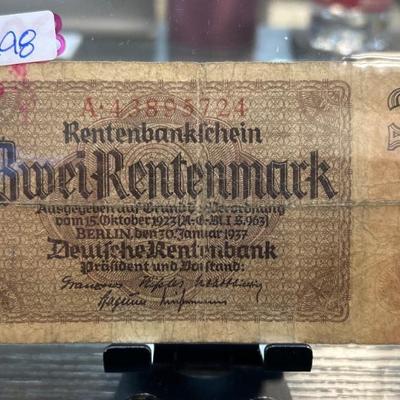 98
A·43895724
2
Rentenbankschein
Zwei Rentenmark
Ausgegeben auf Grund d. Verordnung
vom 15. Oktober 1923 (R-G-Bl I S.963)
BERLIN, den 30. Januar 1937
Deutsche Rentenbank
Präsident und Vorstand: